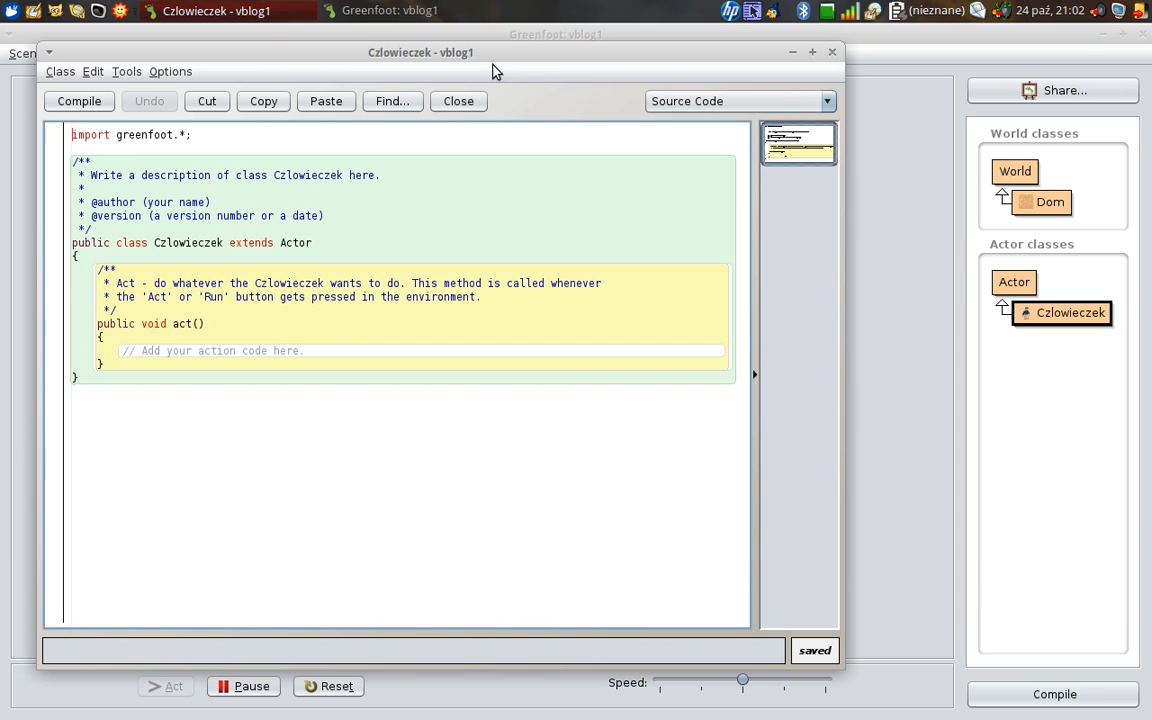 Czlowieczek - vblog1
Greenfoot: vblog1
hp
(nieznane)
24 paź, 21:02
Greenfoot: vblog1
Scen
Czlowieczek - vblog1
Class Edit Tools Options
Compile Undo Cut Copy Paste Find... Close Source Code
Share...
import greenfoot.*;
/**
* Write a description of class Czlowieczek here.
*
* @author (your name)
* @version (a version number or a date)
*/
public class Czlowieczek extends Actor
{
/**
* Act - do whatever the Czlowieczek wants to do. This method is called whenever
* the 'Act' or 'Run' button gets pressed in the environment.
*/
public void act()
{
// Add your action code here.
}
}
World classes
World
Dom
Actor classes
Actor
Czlowieczek
saved
Act Pause Reset
Speed:
Compile